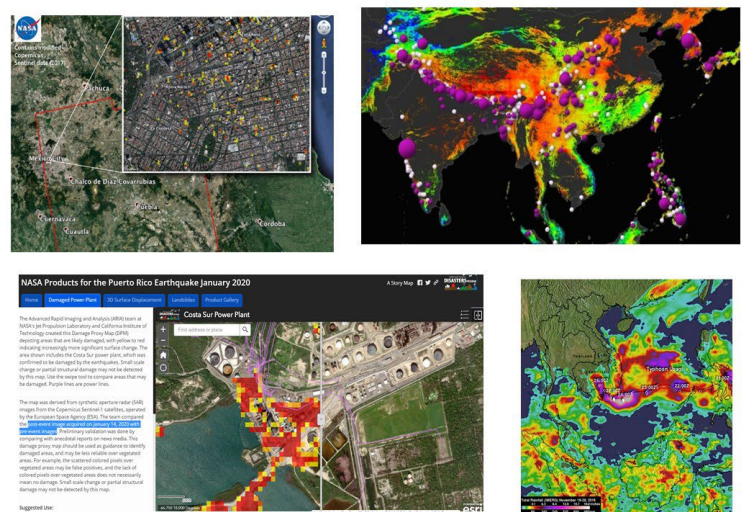 NASA
Contains modified
Copernicus
Sentinel data (2017)
Pachuca
Mexico City
Chalco de Diaz Covarrubias
Puebla
Cuernavaca
Cuautla
Cordoba
NASA Products for the Puerto Rico Earthquake January 2020
A Story Map
DISASTERS
Home
Damaged Power Plant
3D Surface Displacement
Landslides
Product Gallery
Costa Sur Power Plant
Find address or place
The Advanced Rapid Imaging and Analysis (ARIA) team at
NASA's Jet Propulsion Laboratory and California Institute of
Technology created this Damage Proxy Map (DPM)
depicting areas that are likely damaged, with yellow to red
indicating increasingly more significant surface change. The
area shown includes the Costa Sur power plant, which was
confirmed to be damaged by the earthquakes. Small scale
change or partial structural damage may not be detected
by this map. Use the swipe tool to compare areas that may
be damaged. Purple lines are power lines.
The map was derived from synthetic aperture radar (SAR)
images from the Copernicus Sentinel-1 satellites, operated
by the European Space Agency (ESA). The team compared
the post-event image acquired on January 14, 2020 with
pre-event images. Preliminary validation was done by
comparing with anecdotal reports on news media. This
damage proxy map should be used as guidance to identify
damaged areas, and may be less reliable over vegetated
areas. For example, the scattered colored pixels over
vegetated areas may be false positives, and the lack of
colored pixels over vegetated areas does not necessarily
mean no damage. Small scale change or partial structural
damage may not be detected by this map.
Suggested Use:
esri
THAILAND
Typhoon
Total Rainfall (IMERG) November